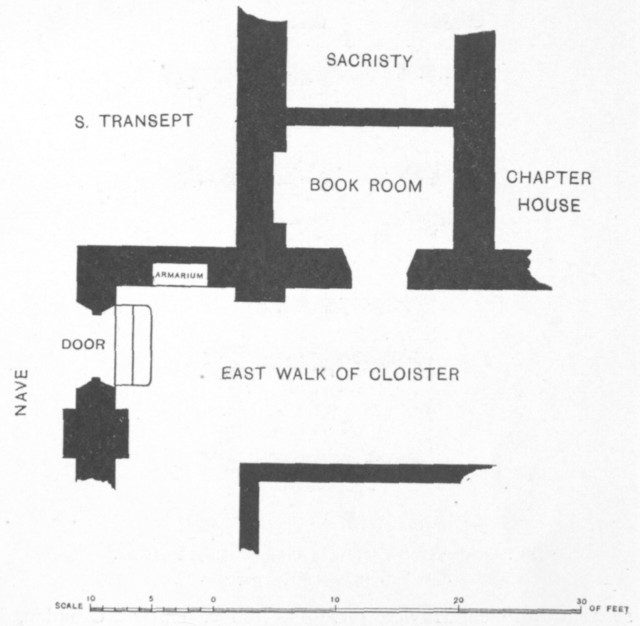 SACRISTY
S. TRANSEPT
BOOK ROOM
CHAPTER
HOUSE
ARMARIUM
DOOR
NAVE
EAST WALK OF CLOISTER
SCALE 10 5 0 10 20 30 OF FEET